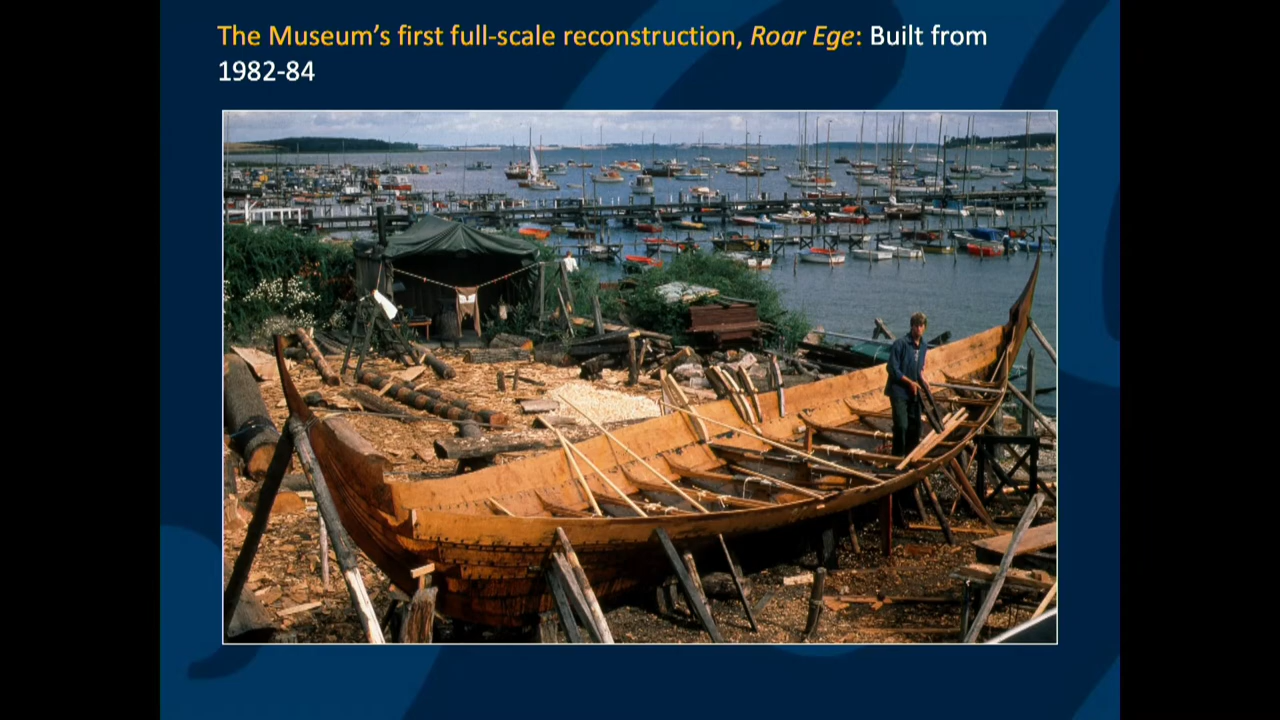 The Museum’s first full-scale reconstruction, Roar Ege: Built from
1982-84